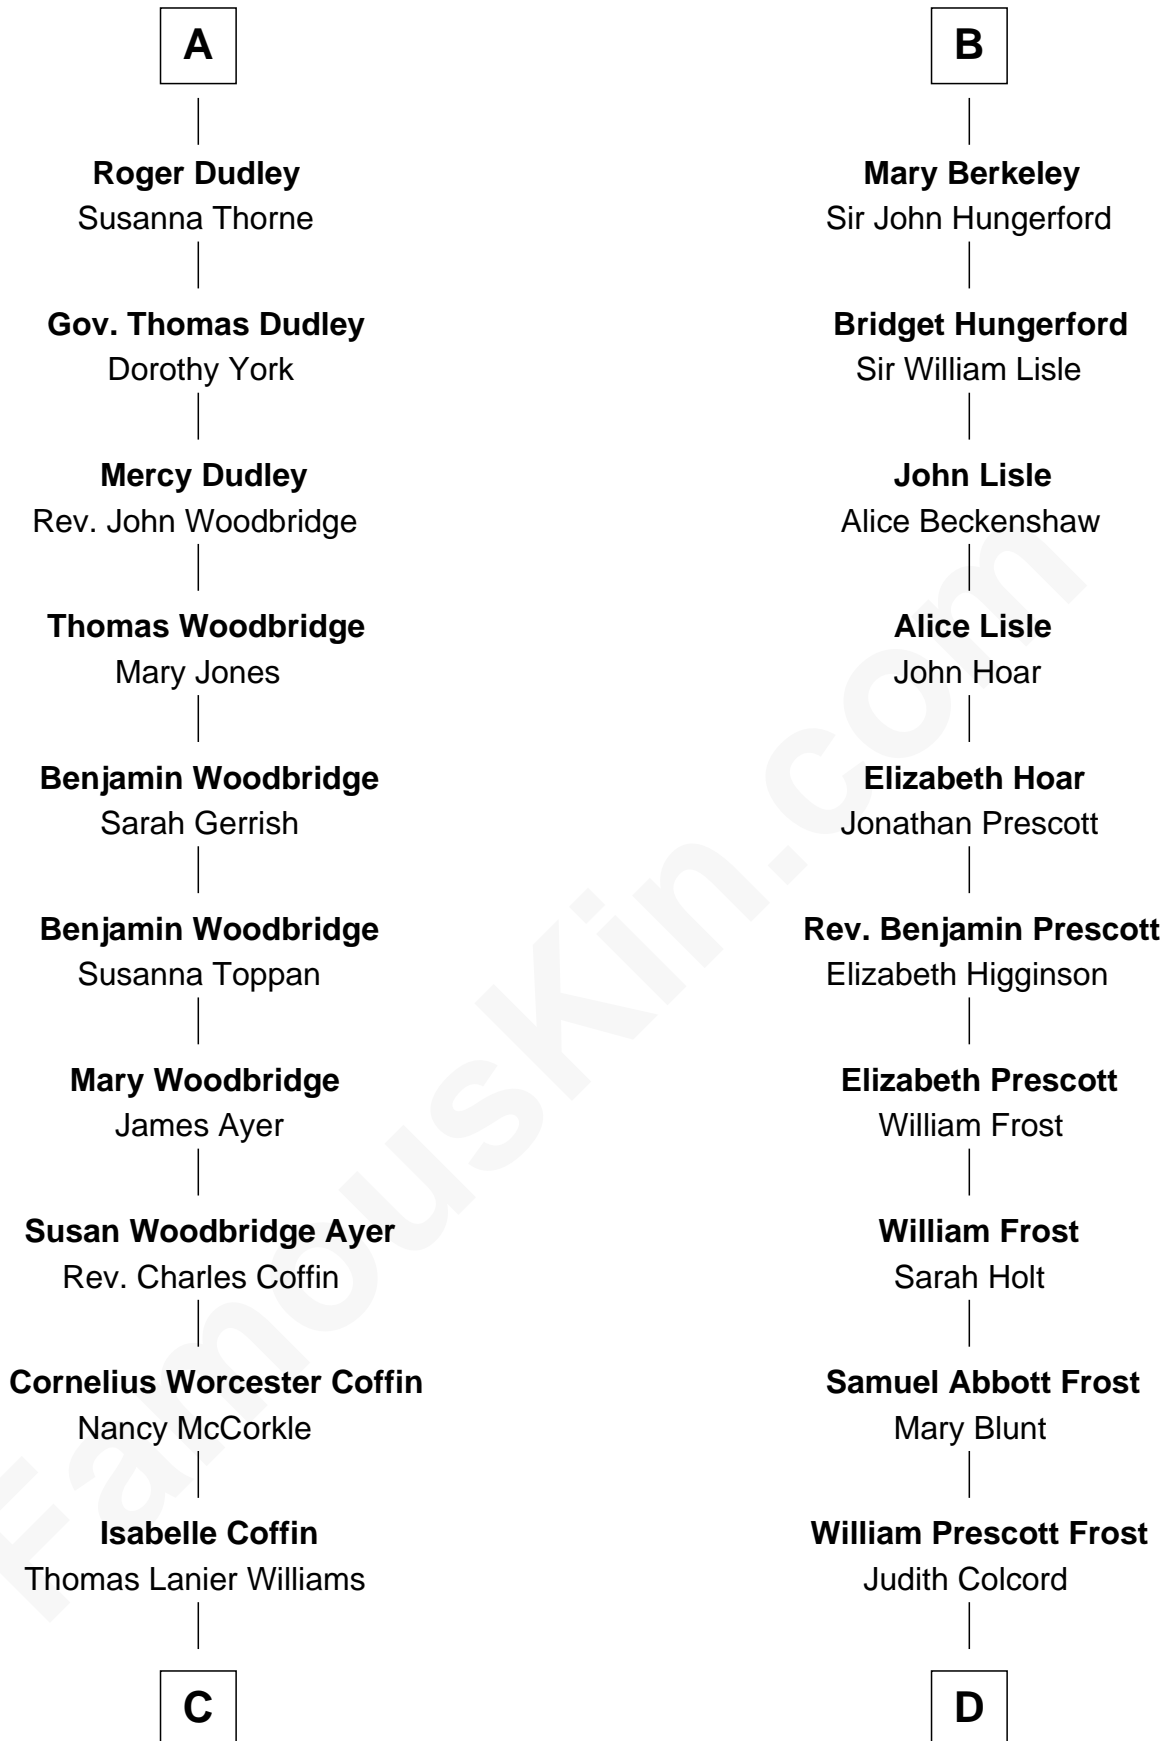 A
Roger Dudley
Susanna Thorne
Gov. Thomas Dudley
Dorothy York
Mercy Dudley
Rev. John Woodbridge
Thomas Woodbridge
Mary Jones
Benjamin Woodbridge
Sarah Gerrish
Benjamin Woodbridge
Susanna Toppan
Mary Woodbridge
James Ayer
Susan Woodbridge Ayer
Rev. Charles Coffin
Cornelius Worcester Coffin
Nancy McCorkle
Isabelle Coffin
Thomas Lanier Williams
C
B
Mary Berkeley
Sir John Hungerford
Bridget Hungerford
Sir William Lisle
John Lisle
Alice Beckenshaw
Alice Lisle
John Hoar
Elizabeth Hoar
Jonathan Prescott
Rev. Benjamin Prescott
Elizabeth Higginson
Elizabeth Prescott
William Frost
William Frost
Sarah Holt
Samuel Abbott Frost
Mary Blunt
William Prescott Frost
Judith Colcord
D
FamousKin.com